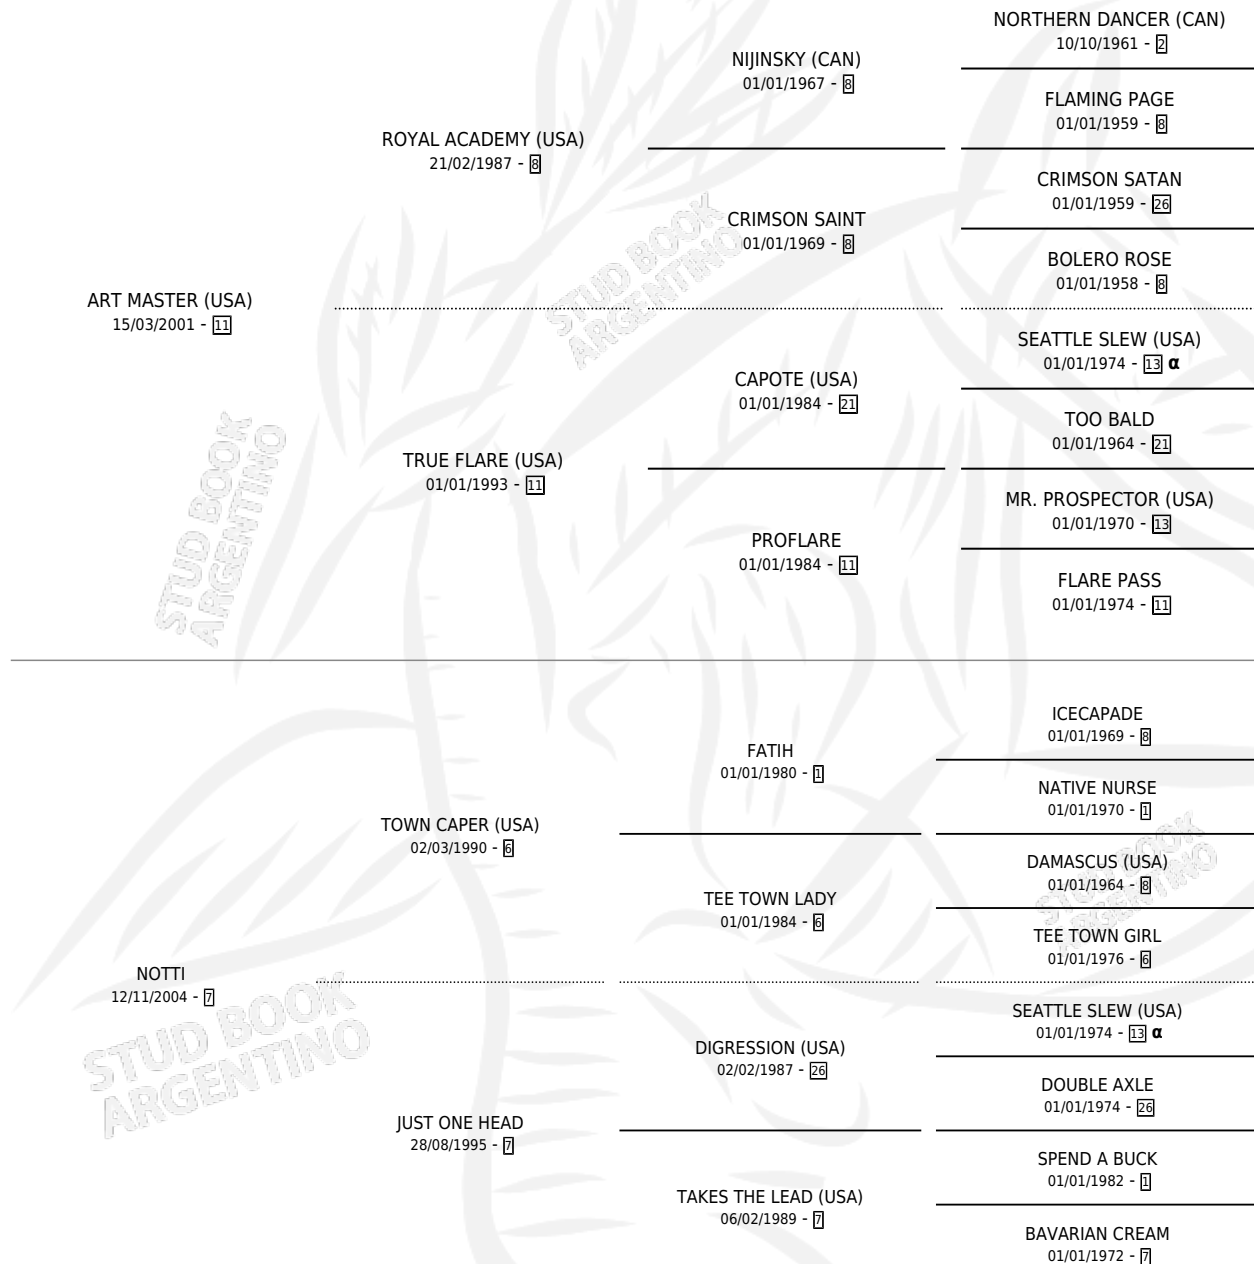 NORTHERN DANCER (CAN)
10/10/1961 - 2
NIJINSKY (CAN)
01/01/1967 - 8
FLAMING PAGE
01/01/1959 - 8
ROYAL ACADEMY (USA)
21/02/1987 - 8
CRIMSON SATAN
01/01/1959 - 26
CRIMSON SAINT
01/01/1969 - 8
BOLERO ROSE
01/01/1958 - 8
ART MASTER (USA)
15/03/2001 - 11
SEATTLE SLEW (USA)
01/01/1974 - 13 α
CAPOTE (USA)
01/01/1984 - 21
TOO BALD
01/01/1964 - 21
TRUE FLARE (USA)
01/01/1993 - 11
MR. PROSPECTOR (USA)
01/01/1970 - 13
PROFLARE
01/01/1984 - 11
FLARE PASS
01/01/1974 - 11
ICECAPADE
01/01/1969 - 8
FATIH
01/01/1980 - 1
NATIVE NURSE
01/01/1970 - 1
TOWN CAPER (USA)
02/03/1990 - 6
DAMASCUS (USA)
01/01/1964 - 8
TEE TOWN LADY
01/01/1984 - 6
TEE TOWN GIRL
01/01/1976 - 6
NOTTI
12/11/2004 - 7
SEATTLE SLEW (USA)
01/01/1974 - 13 α
DIGRESSION (USA)
02/02/1987 - 26
DOUBLE AXLE
01/01/1974 - 26
JUST ONE HEAD
28/08/1995 - 7
SPEND A BUCK
01/01/1982 - 1
TAKES THE LEAD (USA)
06/02/1989 - 7
BAVARIAN CREAM
01/01/1972 - 7
STUD BOOK
ARGENTINO
STUD BOOK
ARGENTINO
STUD BOOK
ARGENTINO
STUD BOOK
ARGENTINO